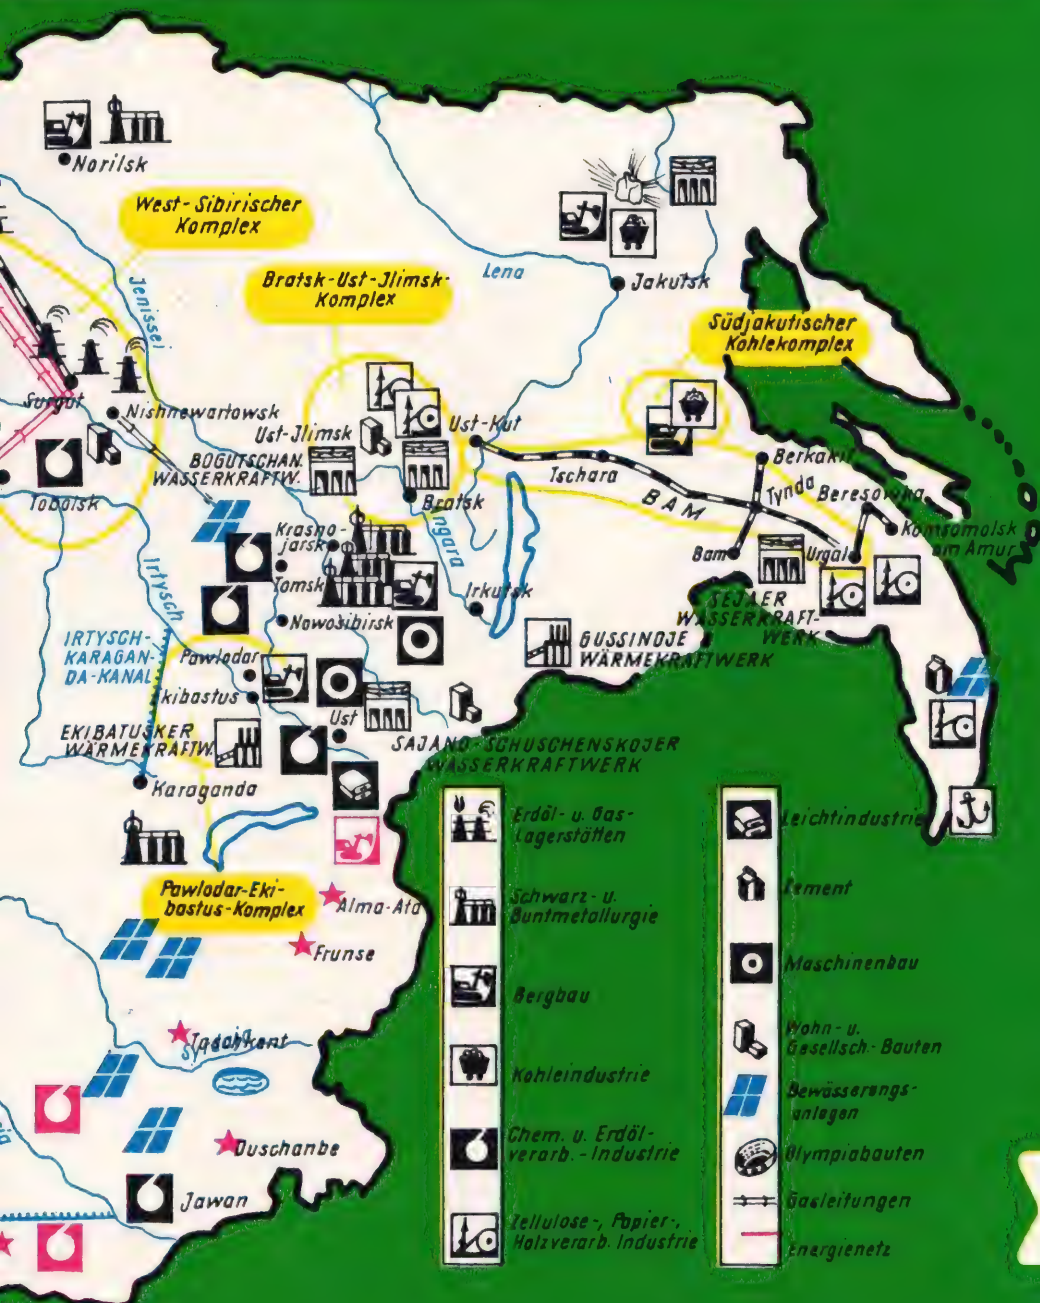 Norilsk
West-Sibirischer
Komplex
Jenissei
Bratsk-Ust-Jlimsk-
Komplex
Lena
Jakutsk
Südjakutischer
Kohlekomplex
Surgut
Nishnewartowsk
Tobolsk
Ust-Jlimsk
Ust-Kut
BOGUTSCHAN.
WASSERKRAFTW.
Bratsk
Angara
Tschara
BAM
Berkakit
Tynda
Beresowka
Komsomolsk
am Amur
Bam
Urgal
Krasno-
jarsk
Tomsk
Irkutsk
Nowosibirsk
Irtysch
SEJAER
WASSERKRAFT-
WERK
GUSSINOJE
WÄRMEKRAFTWERK
IRTYSCH-
KARAGAN-
DA-KANAL
Pawlodar
Ekibastus
Ust
EKIBATUSKER
WÄRMEKRAFTW.
SAJANO-SCHUSCHENSKOJER
WASSERKRAFTWERK
Karaganda
Pawlodar-Eki-
bastus-Komplex
Alma-Ata
Frunse
Taschkent
Duschanbe
Jawan
Erdöl- u. Gas-
Lagerstätten
Schwarz- u.
Buntmetallurgie
Bergbau
Kohleindustrie
Chem. u. Erdöl-
verarb.-Industrie
Zellulose-, Papier-,
Holzverarb. Industrie
Leichtindustrie
Zement
Maschinenbau
Wohn- u.
Gesellsch.-Bauten
Bewässerungs-
anlagen
Olympiabauten
Gasleitungen
Energienetz